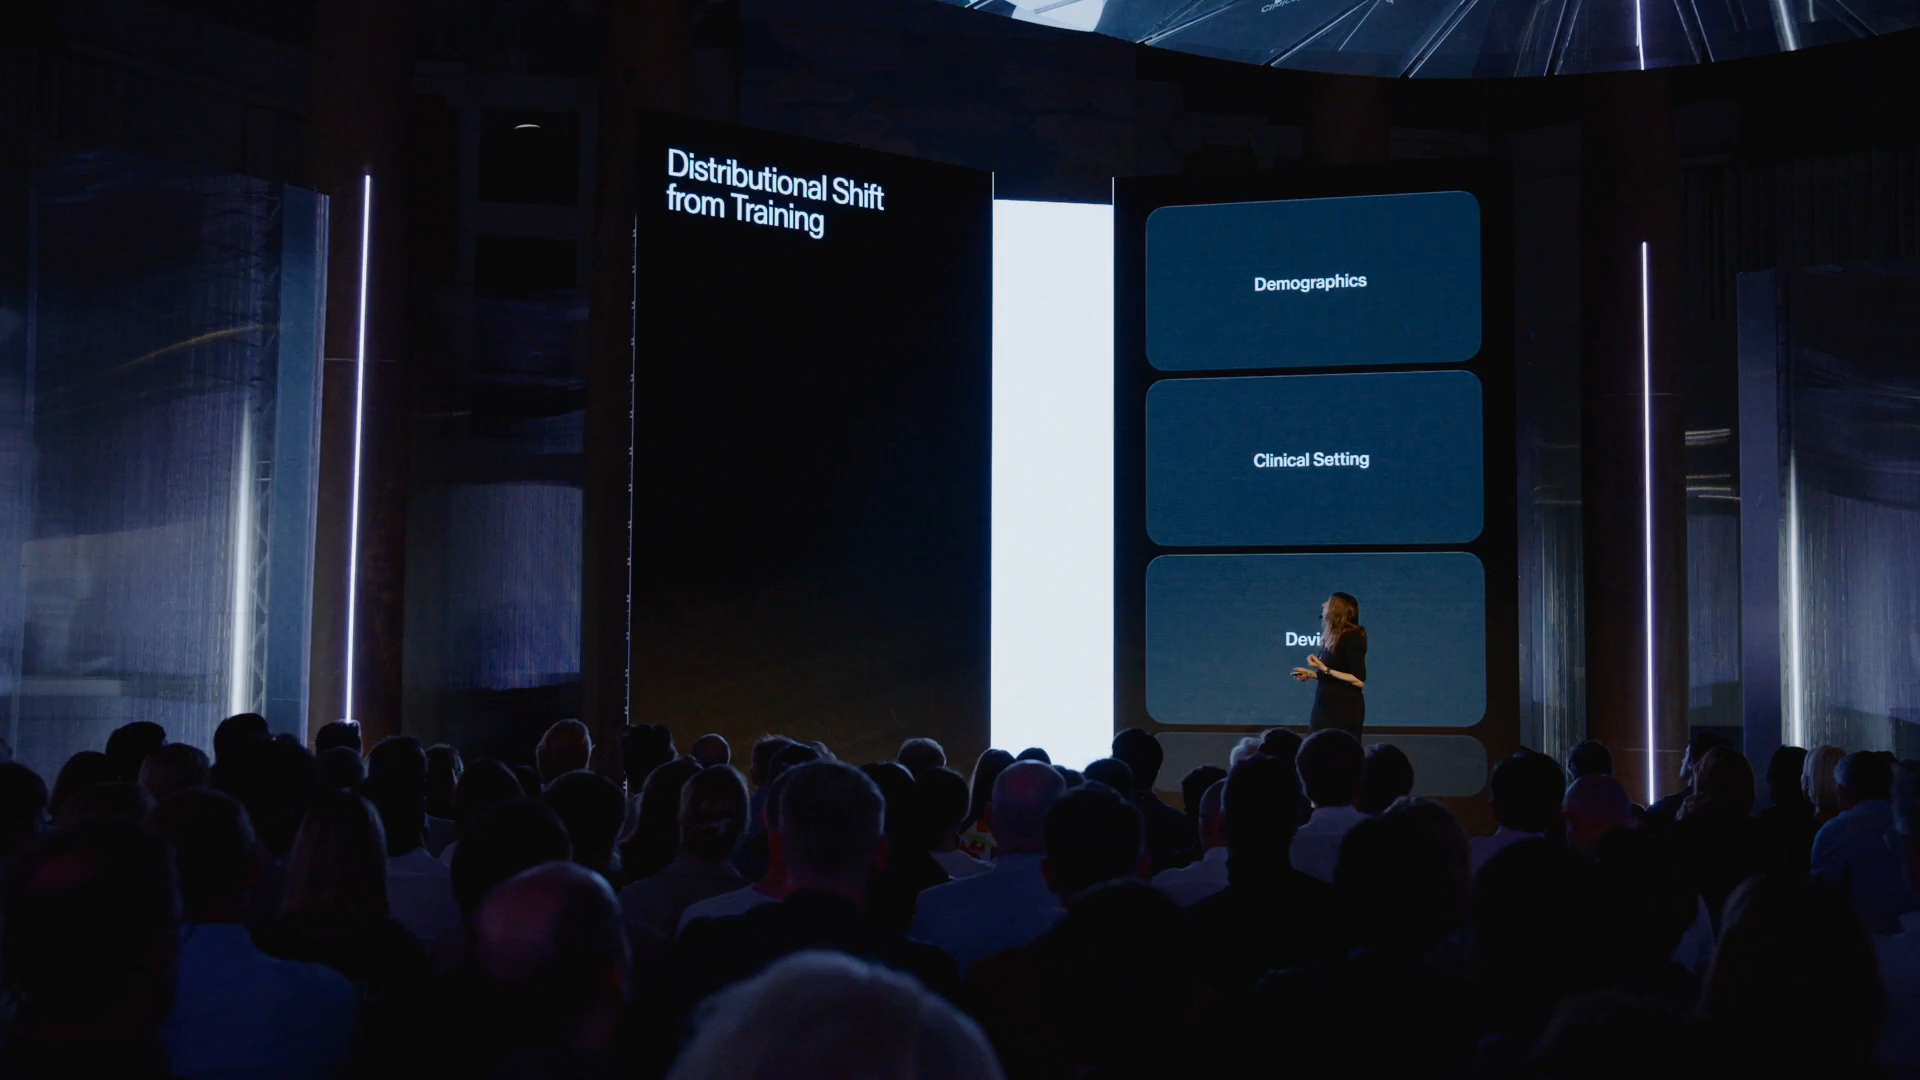 Distributional Shift
from Training
Demographics
Clinical Setting